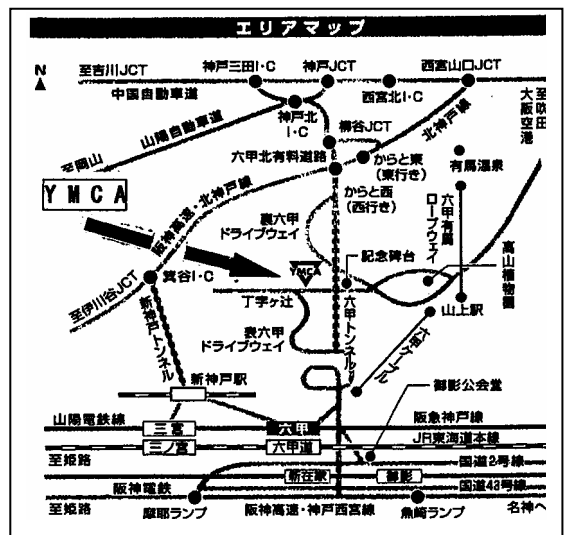 エリアマップ
N
至吉川JCT
神戸三田I・C
神戸JCT
西宮山口JCT
中国自動車道
神戸北I・C
西宮北I・C
至吹田
大阪空港
山陽自動車道
柳谷JCT
北神戸線
至岡山
六甲北有料道路
からと東(東行き)
有馬温泉
YMCA
阪神高速・北神戸線
からと西(西行き)
六甲有馬ロープウェイ
裏六甲ドライブウェイ
記念碑台
高山植物園
YMCA
箕谷I・C
至伊川谷JCT
丁字ヶ辻
山上駅
新神戸トンネル
表六甲ドライブウェイ
六甲トンネル
六甲ケーブル
新神戸駅
御影公会堂
山陽電鉄線
三宮
六甲
阪急神戸線
三ノ宮
六甲道
JR東海道本線
至姫路
国道2号線
新在家
御影
阪神電鉄
国道43号線
至姫路
摩耶ランプ
阪神高速・神戸西宮線
魚崎ランプ
名神へ